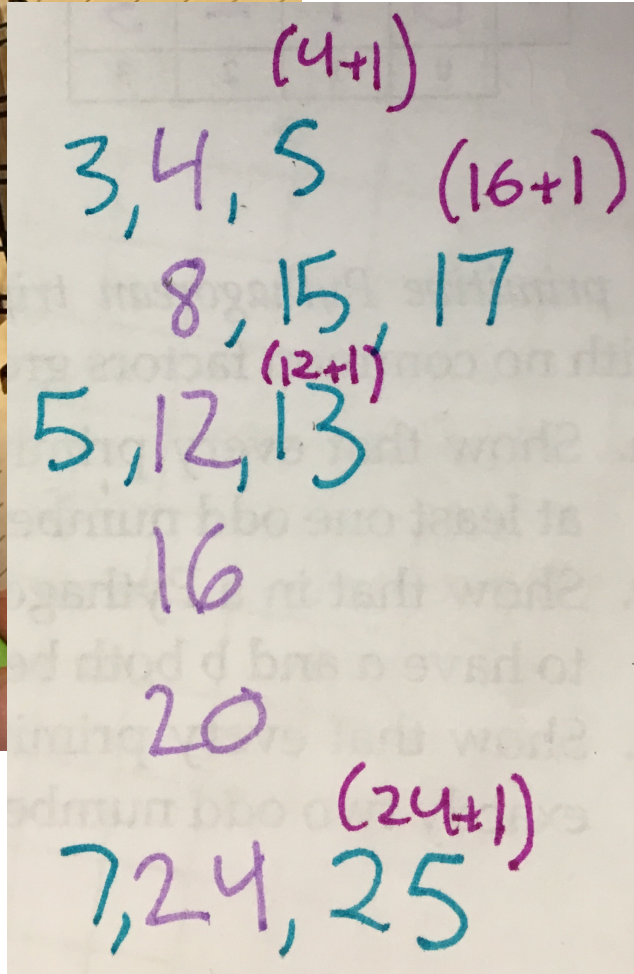 (4+1)
3, 4, 5
(16+1)
8, 15, 17
(12+1)
5, 12, 13
16
20
(24+1)
7, 24, 25